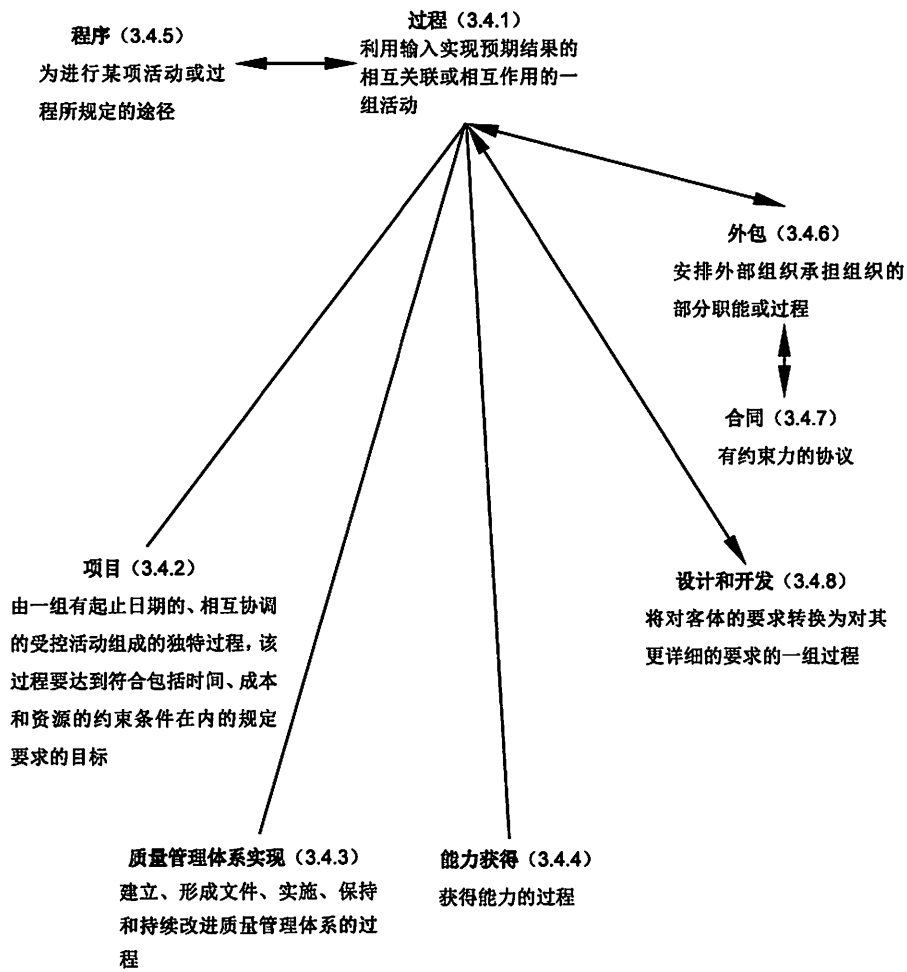 过程（3.4.1）
利用输入实现预期结果的
相互关联或相互作用的一
组活动
程序（3.4.5）
为进行某项活动或过
程所规定的途径
外包（3.4.6）
安排外部组织承担组织的
部分职能或过程
合同（3.4.7）
有约束力的协议
项目（3.4.2）
由一组有起止日期的、相互协调
的受控活动组成的独特过程，该
过程要达到符合包括时间、成本
和资源的约束条件在内的规定
要求的目标
设计和开发（3.4.8）
将对客体的要求转换为对其
更详细的要求的一组过程
质量管理体系实现（3.4.3）
建立、形成文件、实施、保持
和持续改进质量管理体系的过
程
能力获得（3.4.4）
获得能力的过程